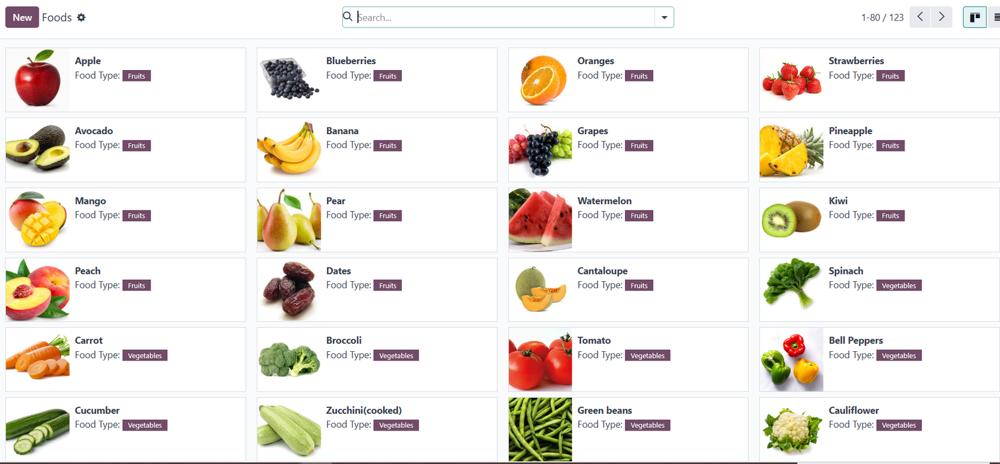 New Foods Search... 1-80 / 123
Apple Blueberries Oranges Strawberries
Food Type: Fruits Food Type: Fruits Food Type: Fruits Food Type: Fruits
Avocado Banana Grapes Pineapple
Food Type: Fruits Food Type: Fruits Food Type: Fruits Food Type: Fruits
Mango Pear Watermelon Kiwi
Food Type: Fruits Food Type: Fruits Food Type: Fruits Food Type: Fruits
Peach Dates Cantaloupe Spinach
Food Type: Fruits Food Type: Fruits Food Type: Fruits Food Type: Vegetables
Carrot Broccoli Tomato Bell Peppers
Food Type: Vegetables Food Type: Vegetables Food Type: Vegetables Food Type: Vegetables
Cucumber Zucchini(cooked) Green beans Cauliflower
Food Type: Vegetables Food Type: Vegetables Food Type: Vegetables Food Type: Vegetables